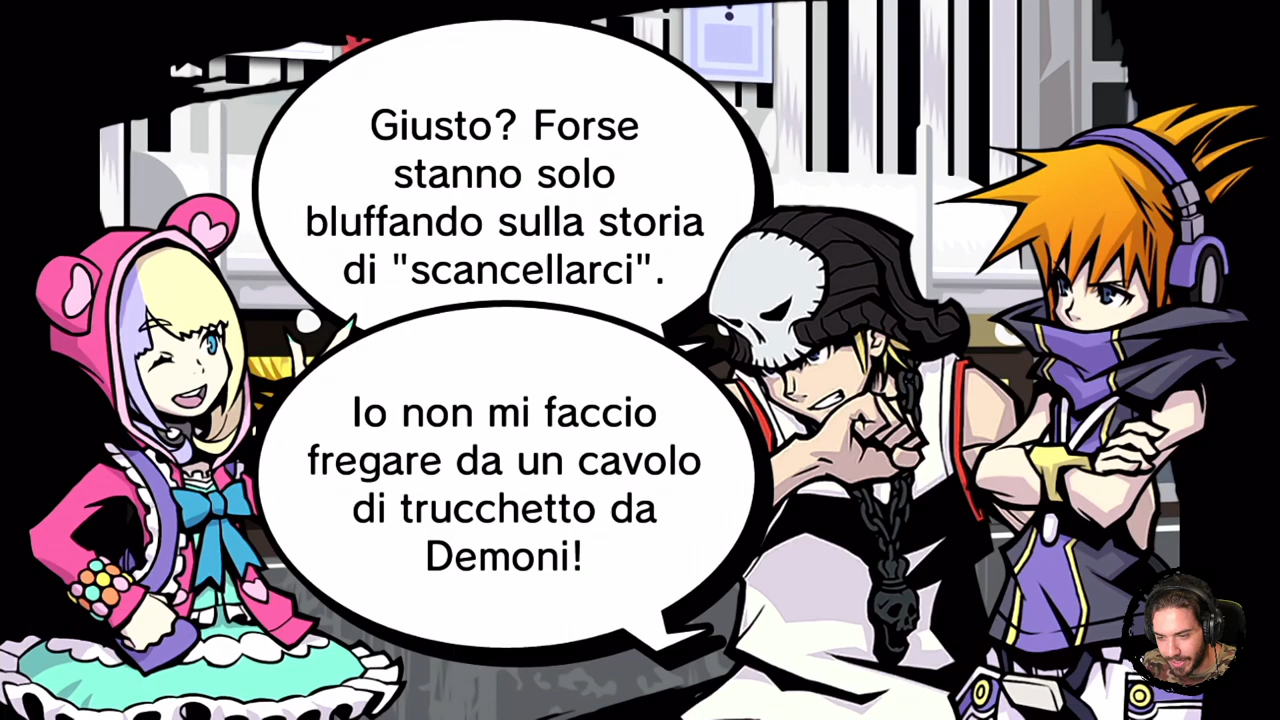 Giusto? Forse
stanno solo
bluffando sulla storia
di "scancellarci".
Io non mi faccio
fregare da un cavolo
di trucchetto da
Demoni!